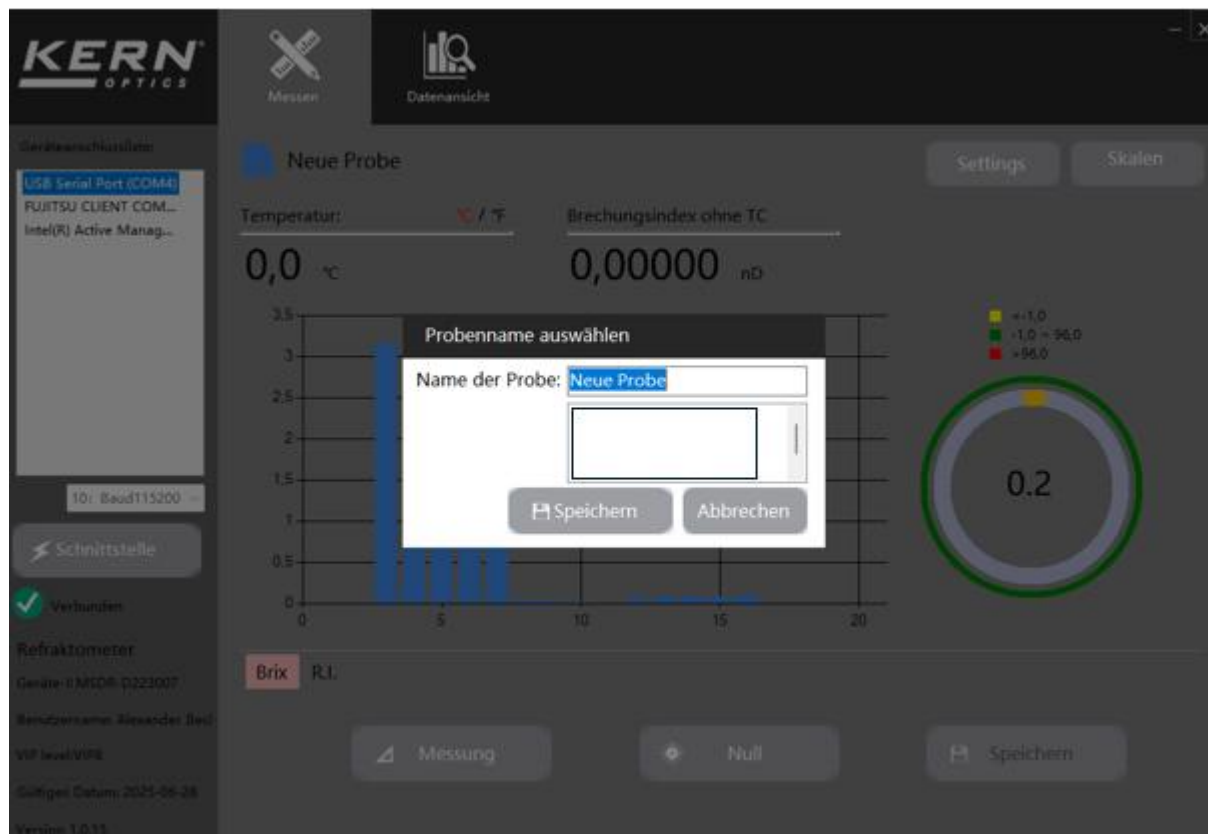 KERN
OPTICS
Messen
Datenansicht
Geräteanschlussliste:
USB Serial Port (COM4)
FUJITSU CLIENT COM...
Intel(R) Active Manag...
10: Baud115200
Schnittstelle
Verbunden
Refraktometer
Geräte-I:MSDR-D223007
Benutzername: Alexander
VIP level:VIP8
Gültiges Datum: 2025-06-28
Version: 1.0.15
Neue Probe
Settings
Skalen
Temperatur:
°C / °F
Brechungsindex ohne TC
0,0 °C
0,00000 nD
3.5
3
2.5
2
1.5
1
0.5
0
0 5 10 15 20
Probenname auswählen
Name der Probe: Neue Probe
Speichern
Abbrechen
<-1,0
-1,0 ~ 96,0
>96,0
0.2
Brix
R.I.
Messung
Null
Speichern